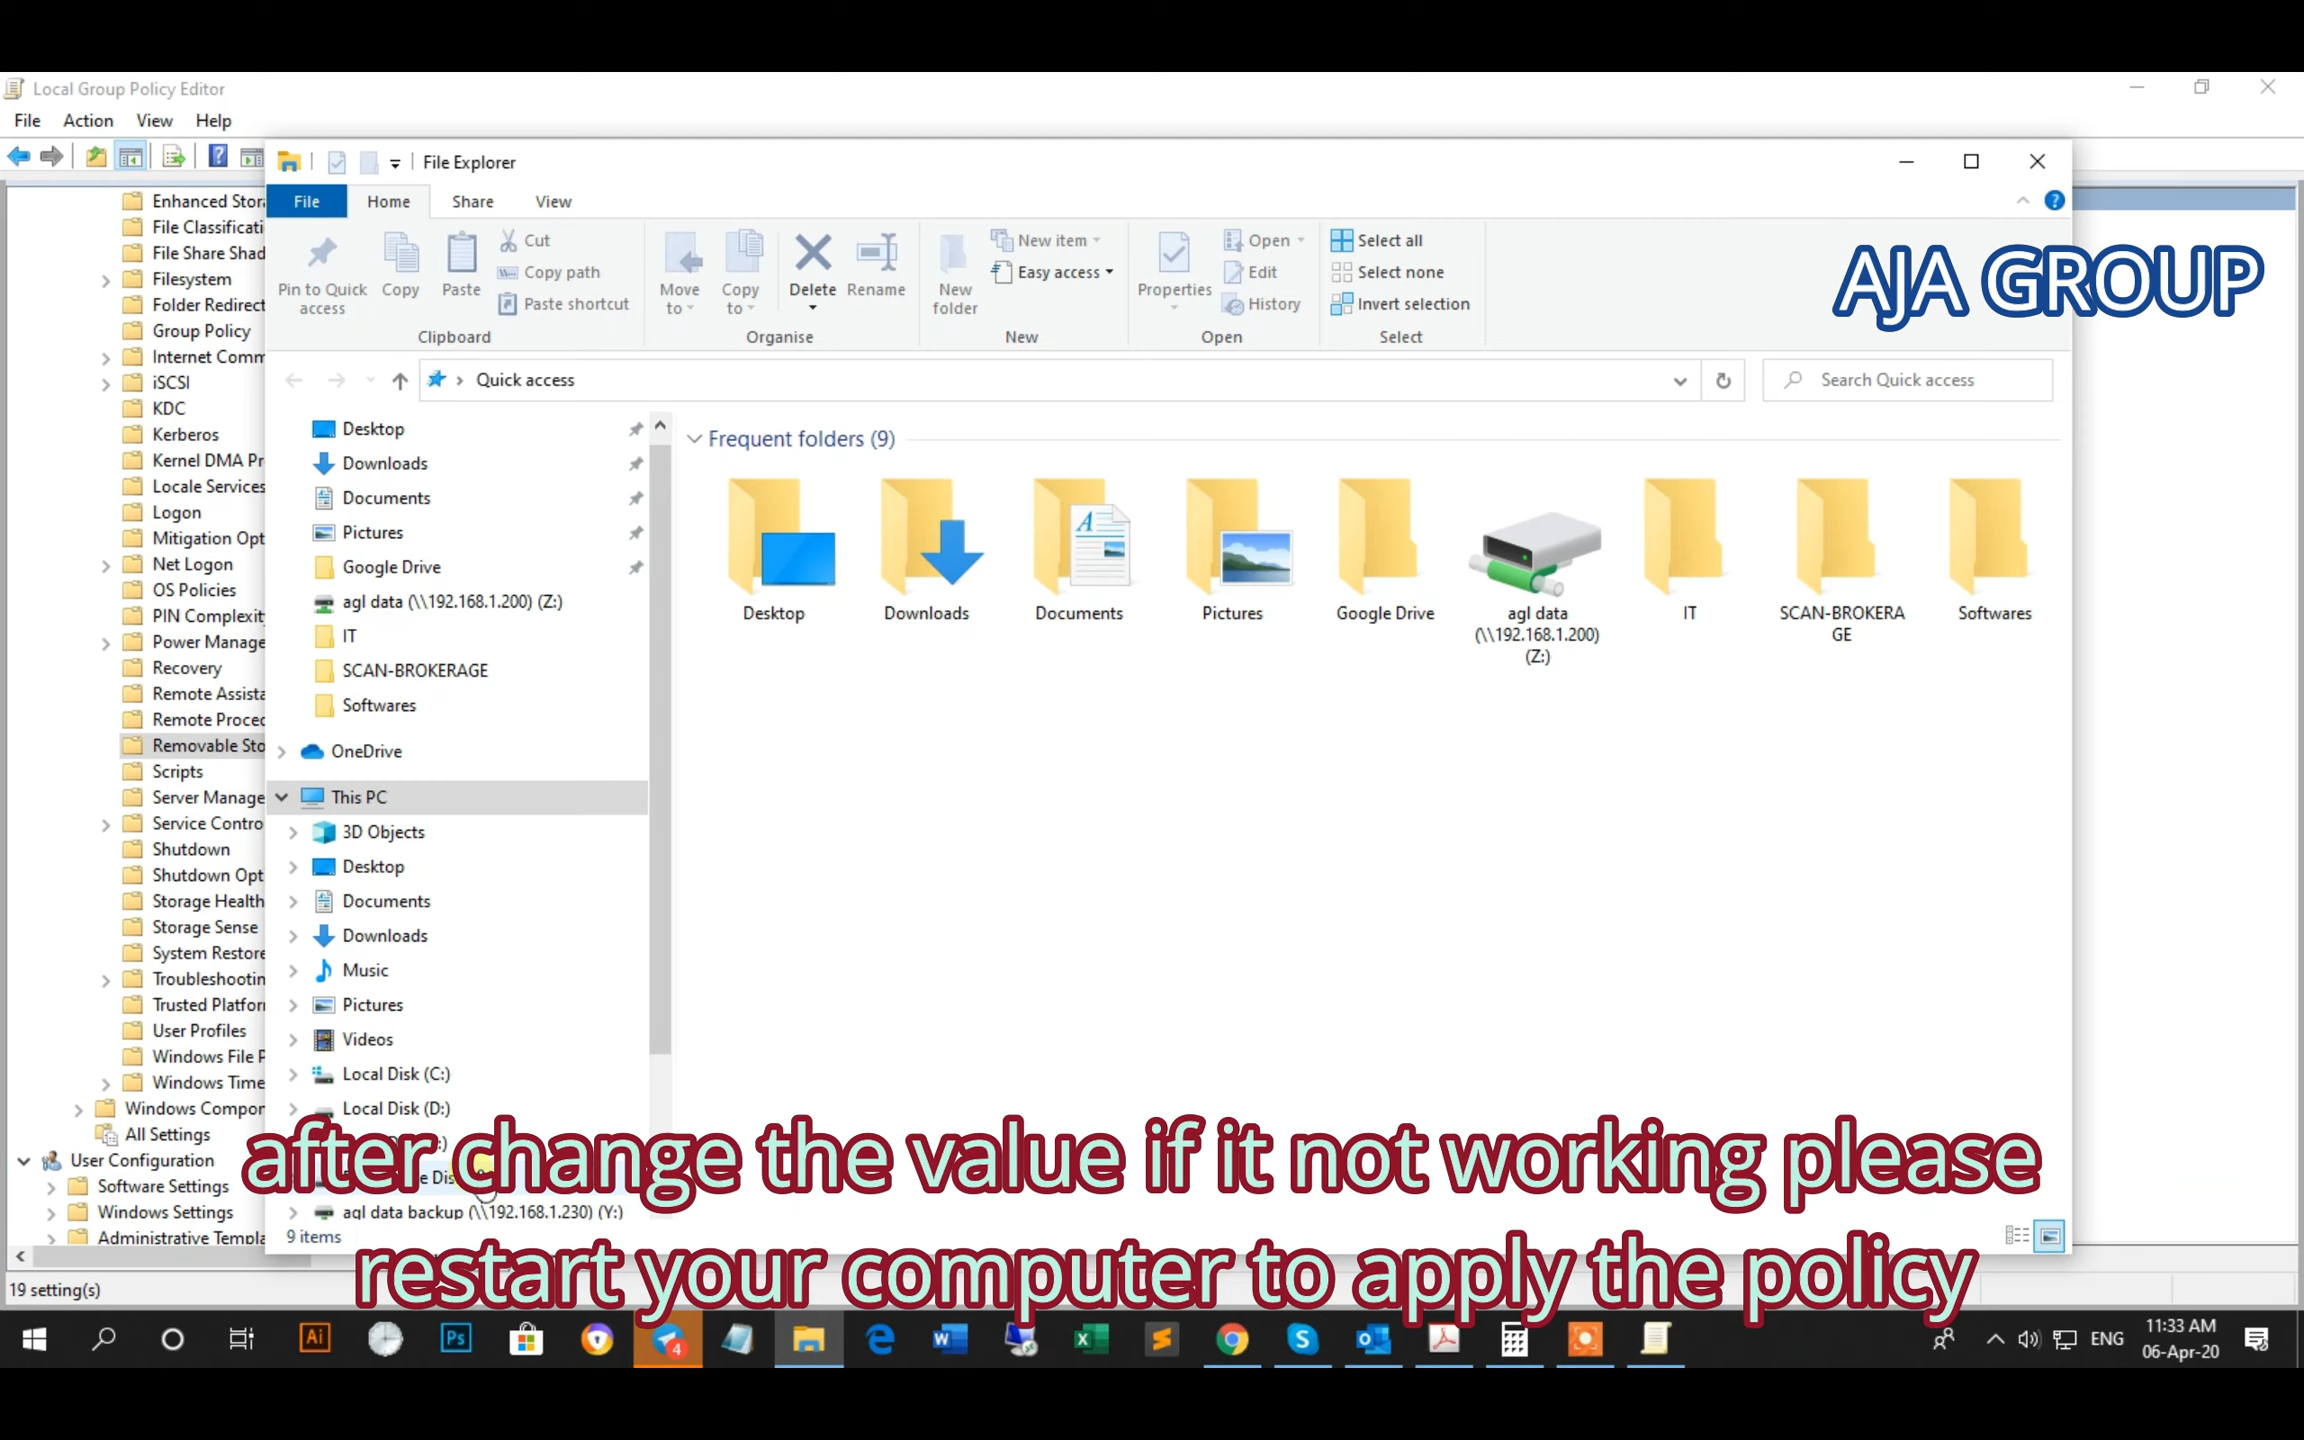 Local Group Policy Editor
File Action View Help
File Explorer
File Home Share View
Pin to Quick access
Copy
Paste
Cut
Copy path
Paste shortcut
Clipboard
Move to
Copy to
Delete
Rename
Organise
New folder
New item
Easy access
New
Properties
Open
Edit
History
Open
Select all
Select none
Invert selection
Select
AJA GROUP
Quick access
Search Quick access
Enhanced Stor
File Classificati
File Share Shad
Filesystem
Folder Redirect
Group Policy
Internet Comm
iSCSI
KDC
Kerberos
Kernel DMA Pr
Locale Services
Logon
Mitigation Opt
Net Logon
OS Policies
PIN Complexity
Power Manage
Recovery
Remote Assista
Remote Proced
Removable Sto
Scripts
Server Manage
Service Contro
Shutdown
Shutdown Opt
Storage Health
Storage Sense
System Restore
Troubleshootin
Trusted Platfor
User Profiles
Windows File P
Windows Time
Windows Compor
All Settings
User Configuration
Software Settings
Windows Settings
Administrative Templa
19 setting(s)
Desktop
Downloads
Documents
Pictures
Google Drive
agl data (\\192.168.1.200) (Z:)
IT
SCAN-BROKERAGE
Softwares
OneDrive
This PC
3D Objects
Desktop
Documents
Downloads
Music
Pictures
Videos
Local Disk (C:)
Local Disk (D:)
agl data backup (\\192.168.1.230) (Y:)
9 items
Frequent folders (9)
Desktop
Downloads
Documents
Pictures
Google Drive
agl data
(\\192.168.1.200)
(Z:)
IT
SCAN-BROKERA
GE
Softwares
after change the value if it not working please
restart your computer to apply the policy
Ai
Ps
4
ENG
11:33 AM
06-Apr-20